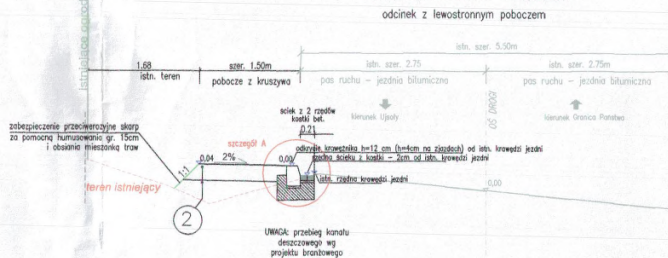 odcinek z lewostronnym poboczem
istn. szer. 5.50m
1.68
szer. 1.50m
istn. szer. 2.75
istn. szer. 2.75m
istn. teren
pobocze z kruszywa
pas ruchu – jezdnia bitumiczna
pas ruchu – jezdnia bitumiczna
ściek z 2 rzędów
kostki bet.
0.21
kierunek Ujsoły
OŚ DROGI
kierunek Granica Państwa
zabezpieczenie przeciwerozyjne skarp
za pomocną humusowania gr. 15cm
i obsiania mieszanką traw
szczegół A
odkrycie krawężnika h=12 cm (h=4cm na zjazdach) od istn. krawędzi jezdni
rzędna ścieku z kostki – 2cm od istn. krawędzi jezdni
0,04
2%
0,00
istn. rzędna krawędzi jezdni
1:1
teren istniejący
0,00
2
UWAGA: przebieg kanału
deszczowego wg
projektu branżowego